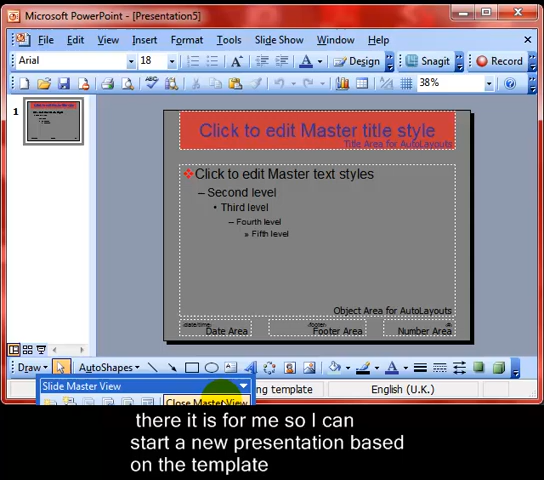 Microsoft PowerPoint - [Presentation5]
File Edit View Insert Format Tools Slide Show Window Help
Arial 18 B A A Design Snagit Record
ABC 38%
1
Click to edit Master title style
Title Area for AutoLayouts
Click to edit Master text styles
– Second level
• Third level
– Fourth level
» Fifth level
Object Area for AutoLayouts
Date Area Footer Area Number Area
Draw AutoShapes A A
Slide Master View ng template English (U.K.)
Close Master View
there it is for me so I can
start a new presentation based
on the template